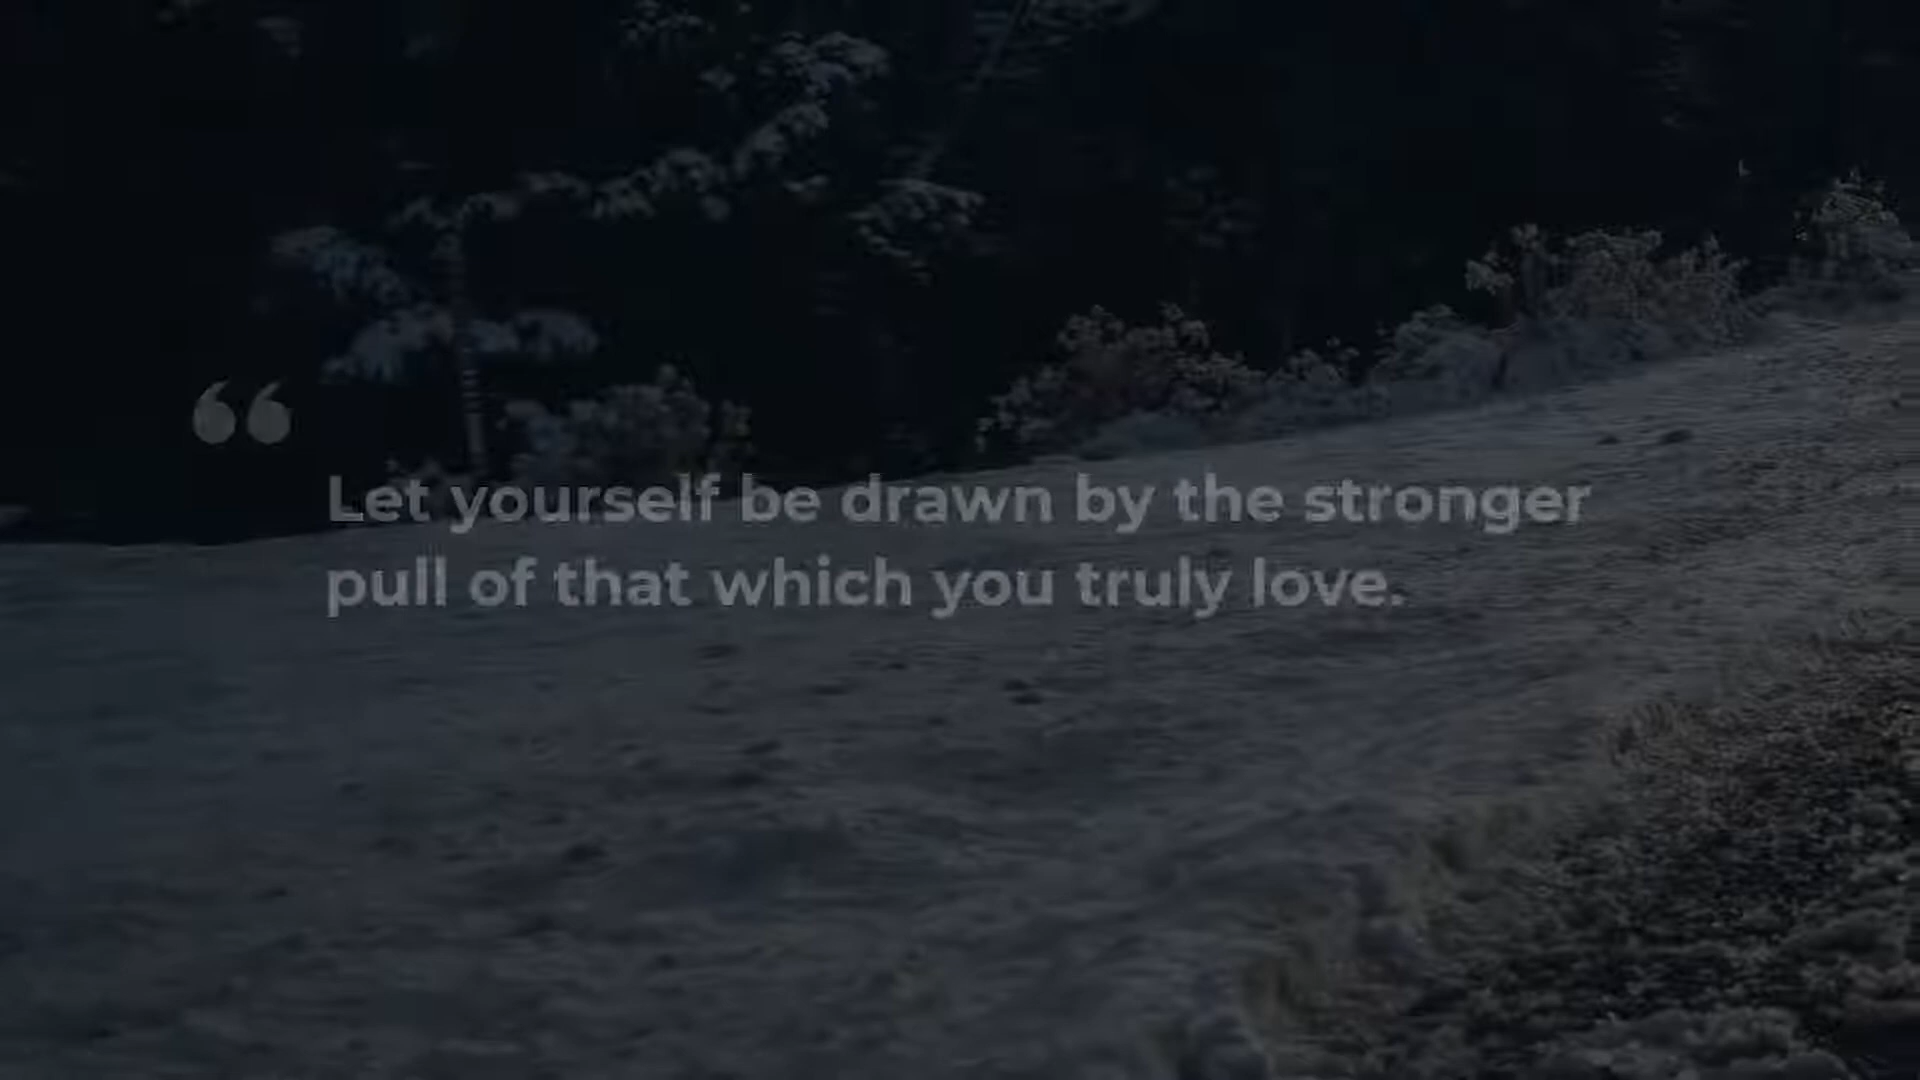 “
Let yourself be drawn by the stronger
pull of that which you truly love.